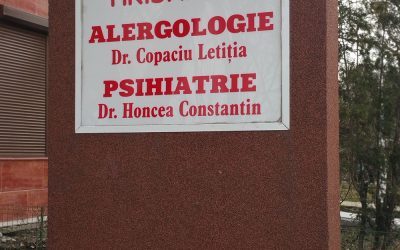 ALERGOLOGIE
Dr. Copaciu Letiția
PSIHIATRIE
Dr. Honcea Constantin